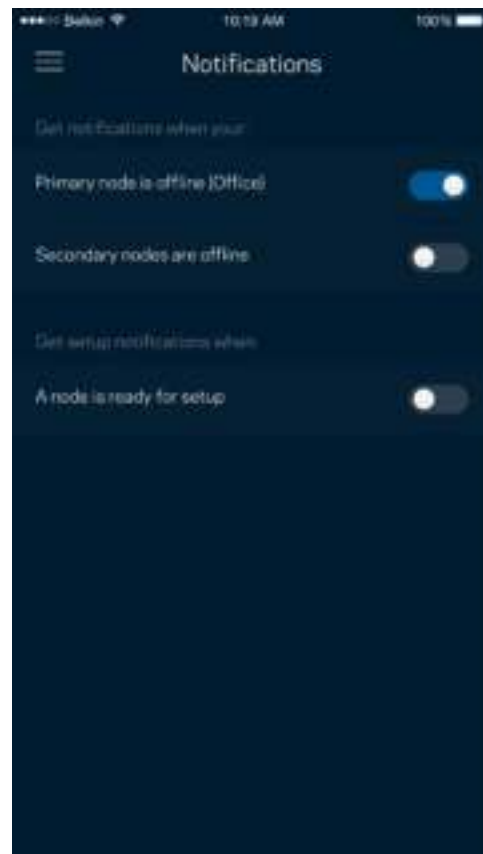 Belkin 10:19 AM 100%
Notifications
Get notifications when your:
Primary node is offline (Office)
Secondary nodes are offline
Get setup notifications when:
A node is ready for setup